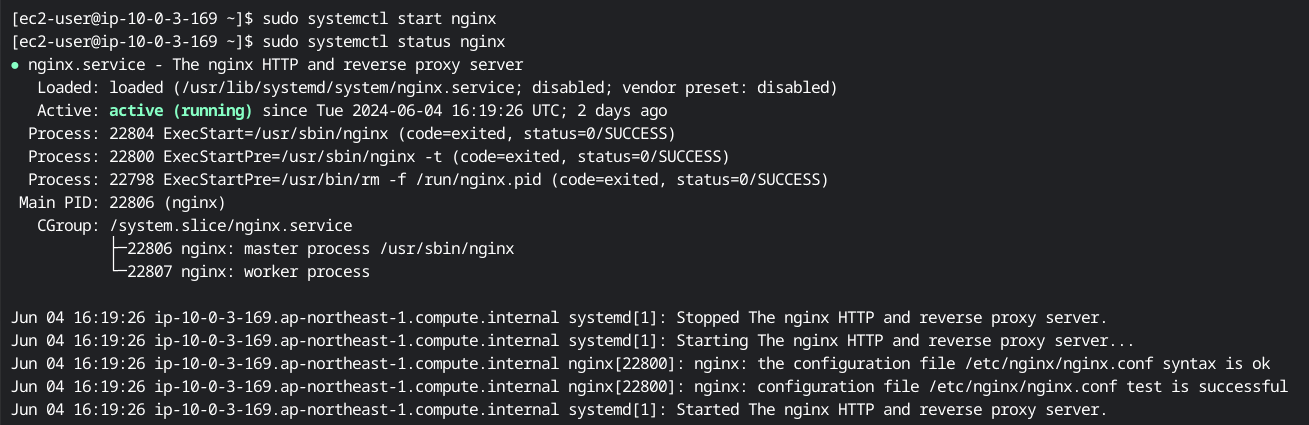 [ec2-user@ip-10-0-3-169 ~]$ sudo systemctl start nginx
[ec2-user@ip-10-0-3-169 ~]$ sudo systemctl status nginx
● nginx.service - The nginx HTTP and reverse proxy server
   Loaded: loaded (/usr/lib/systemd/system/nginx.service; disabled; vendor preset: disabled)
   Active: active (running) since Tue 2024-06-04 16:19:26 UTC; 2 days ago
  Process: 22804 ExecStart=/usr/sbin/nginx (code=exited, status=0/SUCCESS)
  Process: 22800 ExecStartPre=/usr/sbin/nginx -t (code=exited, status=0/SUCCESS)
  Process: 22798 ExecStartPre=/usr/bin/rm -f /run/nginx.pid (code=exited, status=0/SUCCESS)
 Main PID: 22806 (nginx)
   CGroup: /system.slice/nginx.service
           ├─22806 nginx: master process /usr/sbin/nginx
           └─22807 nginx: worker process

Jun 04 16:19:26 ip-10-0-3-169.ap-northeast-1.compute.internal systemd[1]: Stopped The nginx HTTP and reverse proxy server.
Jun 04 16:19:26 ip-10-0-3-169.ap-northeast-1.compute.internal systemd[1]: Starting The nginx HTTP and reverse proxy server...
Jun 04 16:19:26 ip-10-0-3-169.ap-northeast-1.compute.internal nginx[22800]: nginx: the configuration file /etc/nginx/nginx.conf syntax is ok
Jun 04 16:19:26 ip-10-0-3-169.ap-northeast-1.compute.internal nginx[22800]: nginx: configuration file /etc/nginx/nginx.conf test is successful
Jun 04 16:19:26 ip-10-0-3-169.ap-northeast-1.compute.internal systemd[1]: Started The nginx HTTP and reverse proxy server.